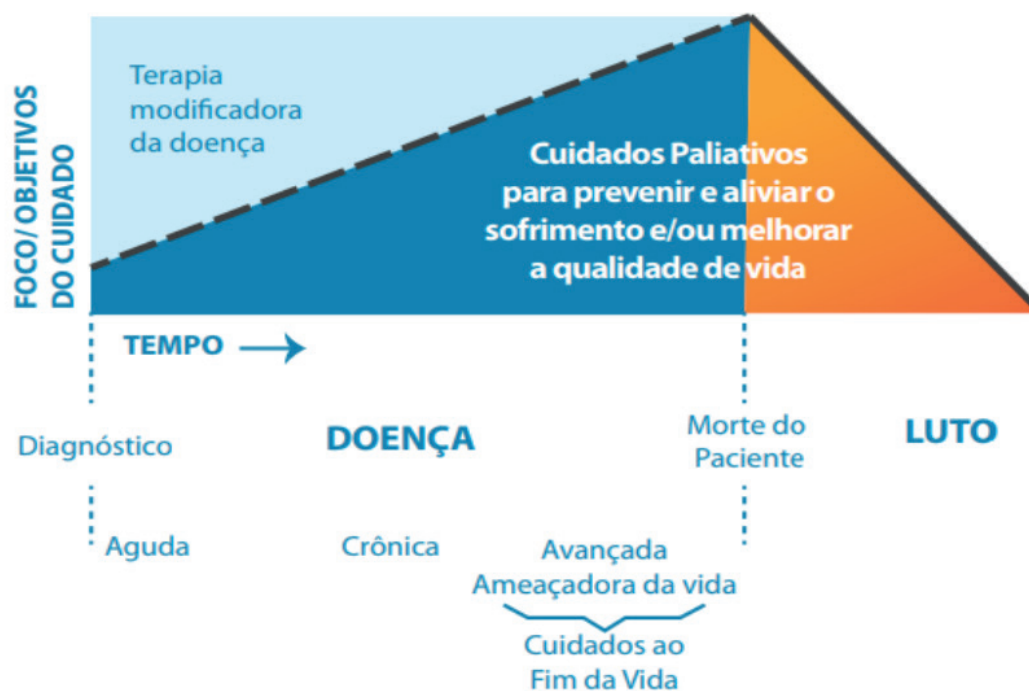 FOCO/ OBJETIVOS
DO CUIDADO
Terapia
modificadora
da doença
Cuidados Paliativos
para prevenir e aliviar o
sofrimento e/ou melhorar
a qualidade de vida
TEMPO
Diagnóstico
DOENÇA
Morte do
Paciente
LUTO
Aguda
Crônica
Avançada
Ameaçadora da vida
Cuidados ao
Fim da Vida